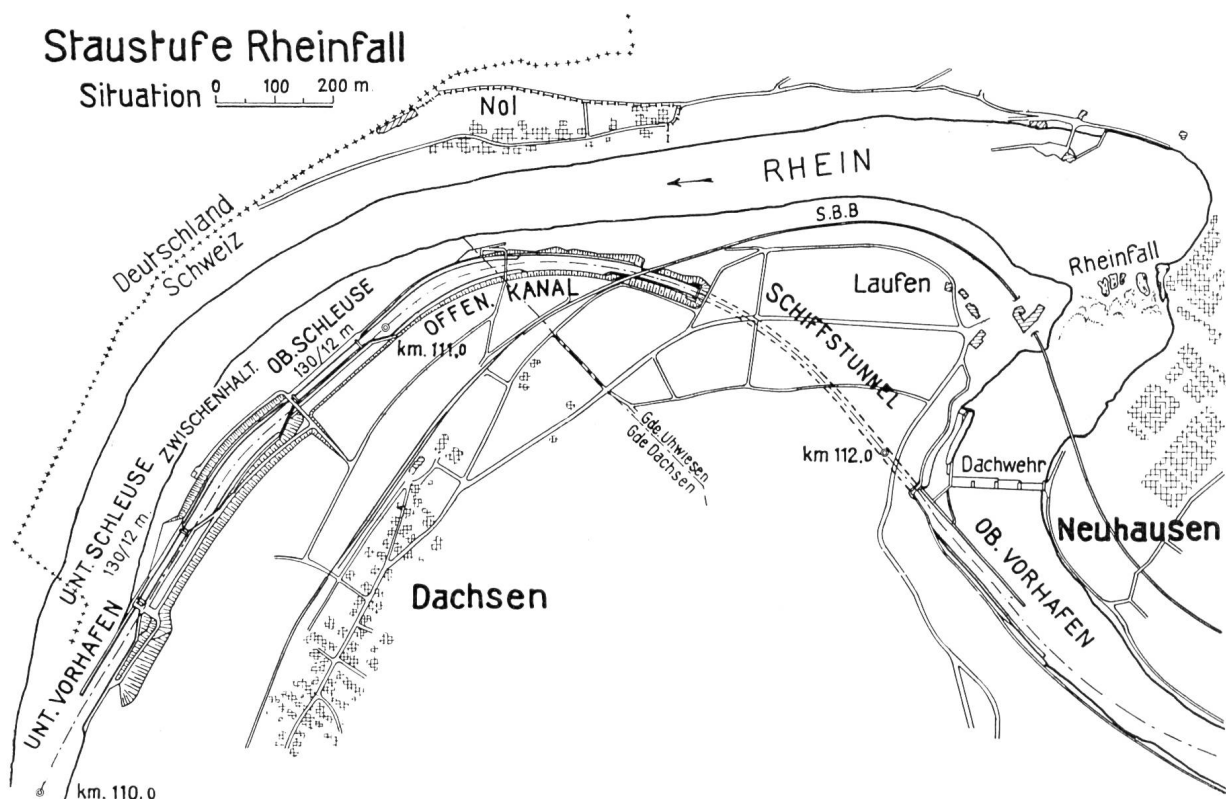 Staustufe Rheinfall
Situation 0 100 200 m.
Nol
RHEIN
Deutschland
Schweiz
S.B.B
Rheinfall
Laufen
OB. SCHLEUSE
130/12 m.
OFFEN KANAL
km. 111,0
SCHIFFSTUNNEL
ZWISCHENHALT.
UNT. SCHLEUSE
130/12 m.
Gde. Uhwiesen
Gde Dachsen
km 112,0
Dachwehr
Neuhausen
OB. VORHAFEN
Dachsen
UNT. VORHAFEN
km. 110,0